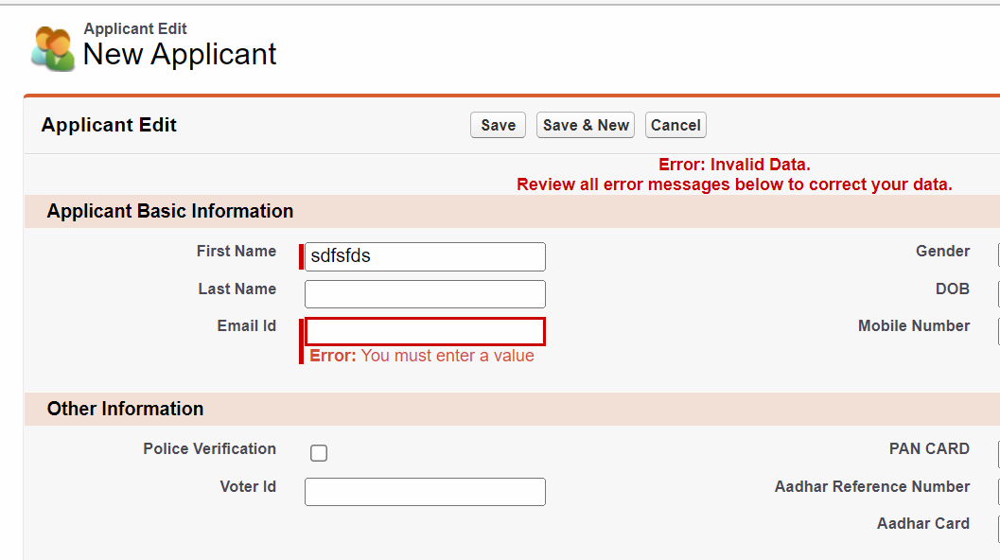 Applicant Edit
New Applicant
Applicant Edit
Save
Save & New
Cancel
Error: Invalid Data.
Review all error messages below to correct your data.
Applicant Basic Information
First Name
sdfsfds
Gender
Last Name
DOB
Email Id
Mobile Number
Error: You must enter a value
Other Information
Police Verification
PAN CARD
Voter Id
Aadhar Reference Number
Aadhar Card